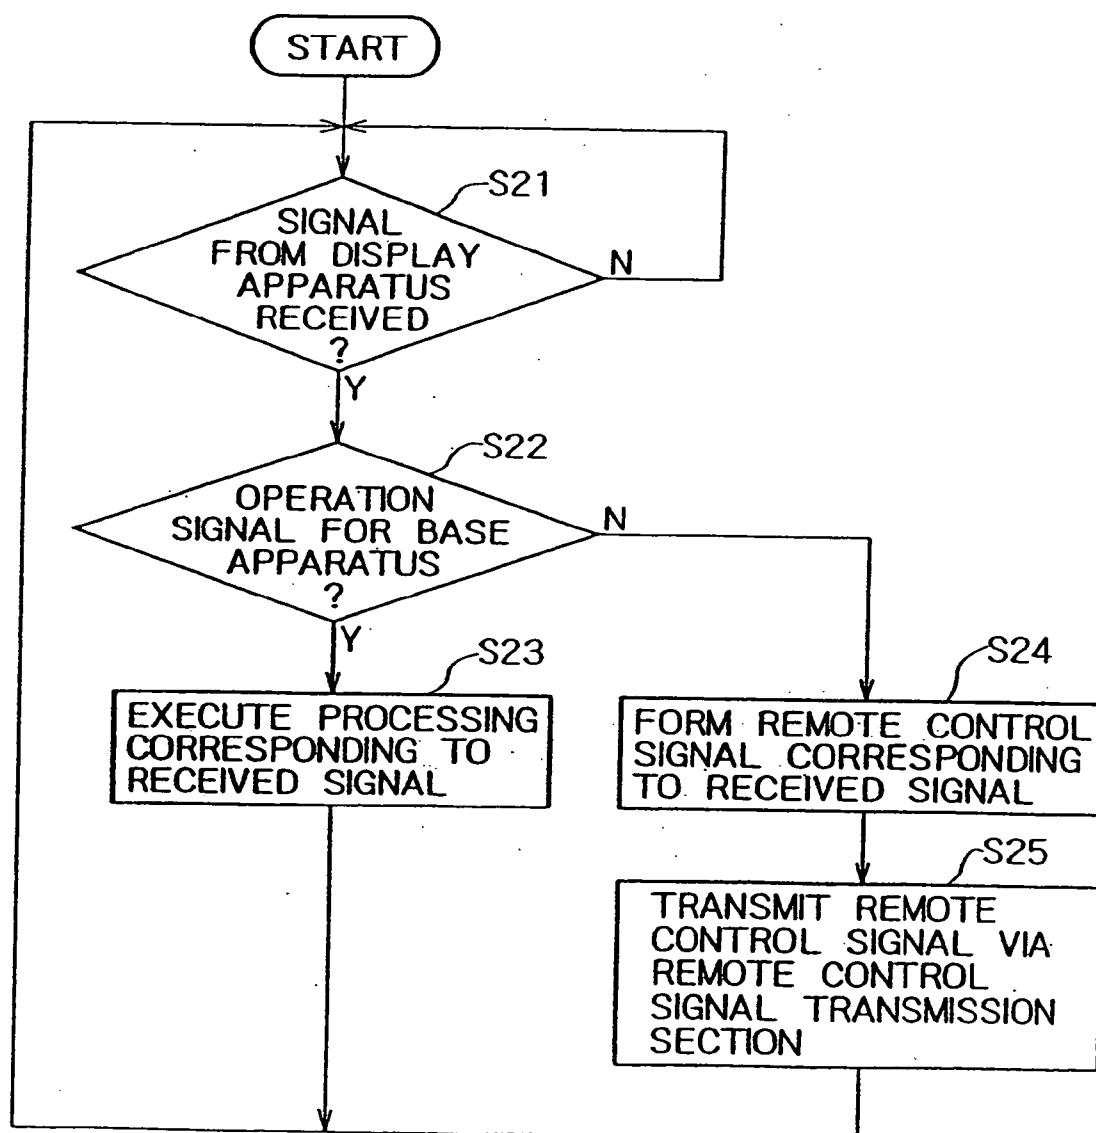 START
S21
SIGNAL
FROM DISPLAY
APPARATUS
RECEIVED
?
N
Y
S22
OPERATION
SIGNAL FOR BASE
APPARATUS
?
N
Y
S23
EXECUTE PROCESSING
CORRESPONDING TO
RECEIVED SIGNAL
S24
FORM REMOTE CONTROL
SIGNAL CORRESPONDING
TO RECEIVED SIGNAL
S25
TRANSMIT REMOTE
CONTROL SIGNAL VIA
REMOTE CONTROL
SIGNAL TRANSMISSION
SECTION